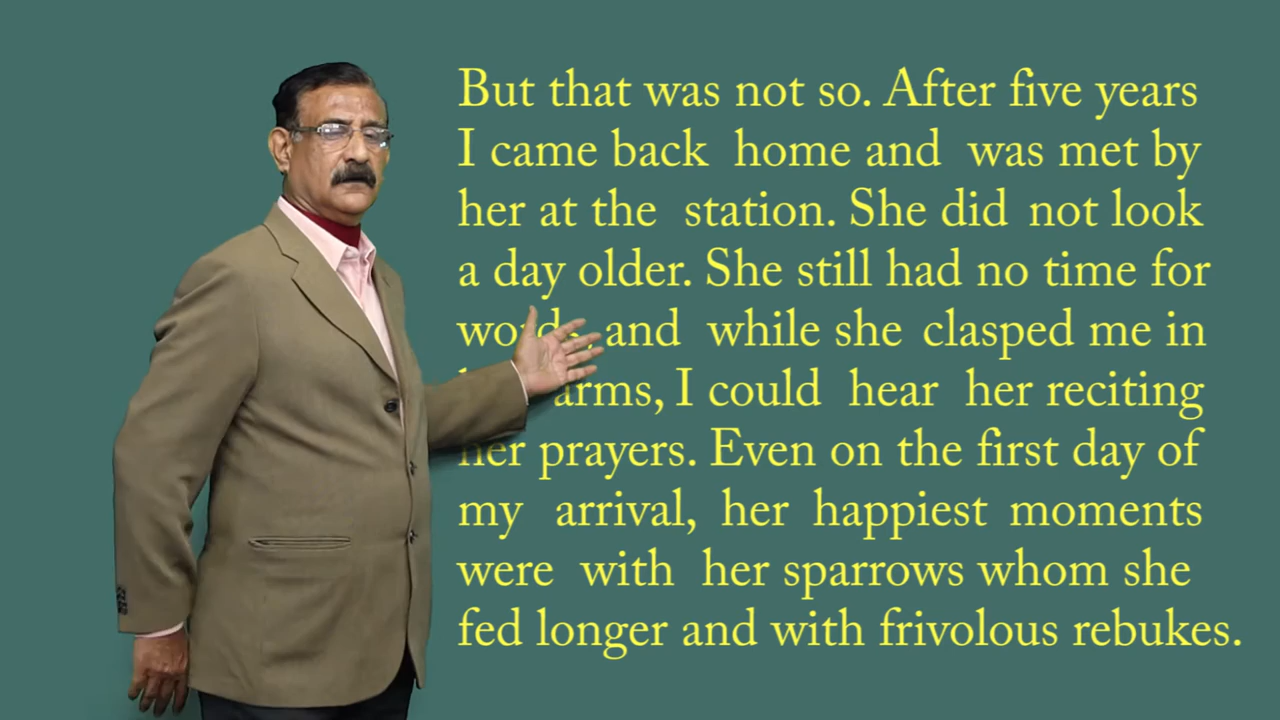 But that was not so. After five years
I came back home and was met by
her at the station. She did not look
a day older. She still had no time for
and while she clasped me in
arms, I could hear her reciting
her prayers. Even on the first day of
my arrival, her happiest moments
were with her sparrows whom she
fed longer and with frivolous rebukes.